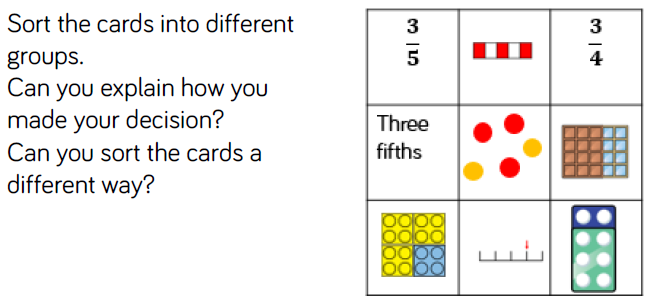 Sort the cards into different
groups.
Can you explain how you
made your decision?
Can you sort the cards a
different way?
3
5
3
4
Three
fifths